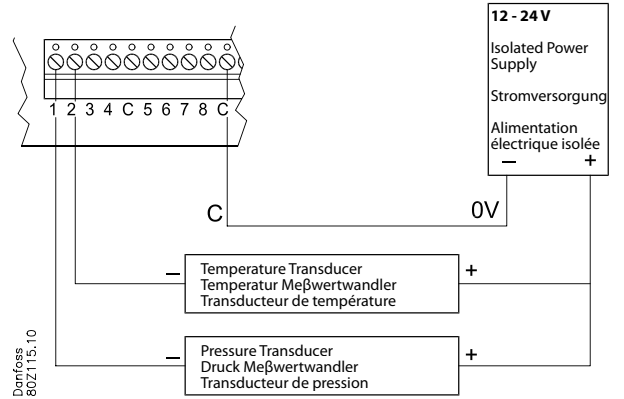 12 - 24 V
Isolated Power
Supply
Stromversorgung
Alimentation
électrique isolée
− +
1 2 3 4 C 5 6 7 8 C
C 0V
− Temperature Transducer +
Temperatur Meβwertwandler
Transducteur de température
− Pressure Transducer +
Druck Meβwertwandler
Transducteur de pression
Danfoss
80Z115.10